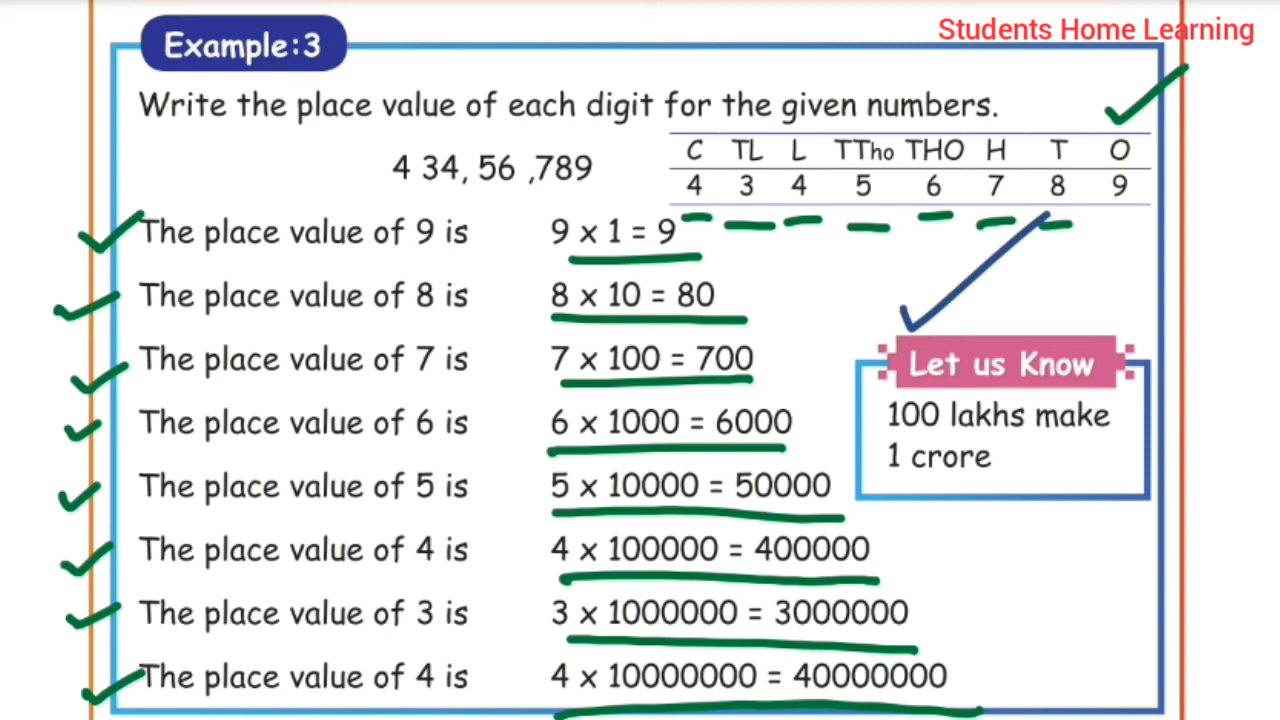 Students Home Learning
Example:3
Write the place value of each digit for the given numbers.
4 34, 56 ,789
C TL L TTho THO H T O
4 3 4 5 6 7 8 9
The place value of 9 is 9 x 1 = 9
The place value of 8 is 8 x 10 = 80
The place value of 7 is 7 x 100 = 700
The place value of 6 is 6 x 1000 = 6000
The place value of 5 is 5 x 10000 = 50000
The place value of 4 is 4 x 100000 = 400000
The place value of 3 is 3 x 1000000 = 3000000
The place value of 4 is 4 x 10000000 = 40000000
Let us Know
100 lakhs make
1 crore